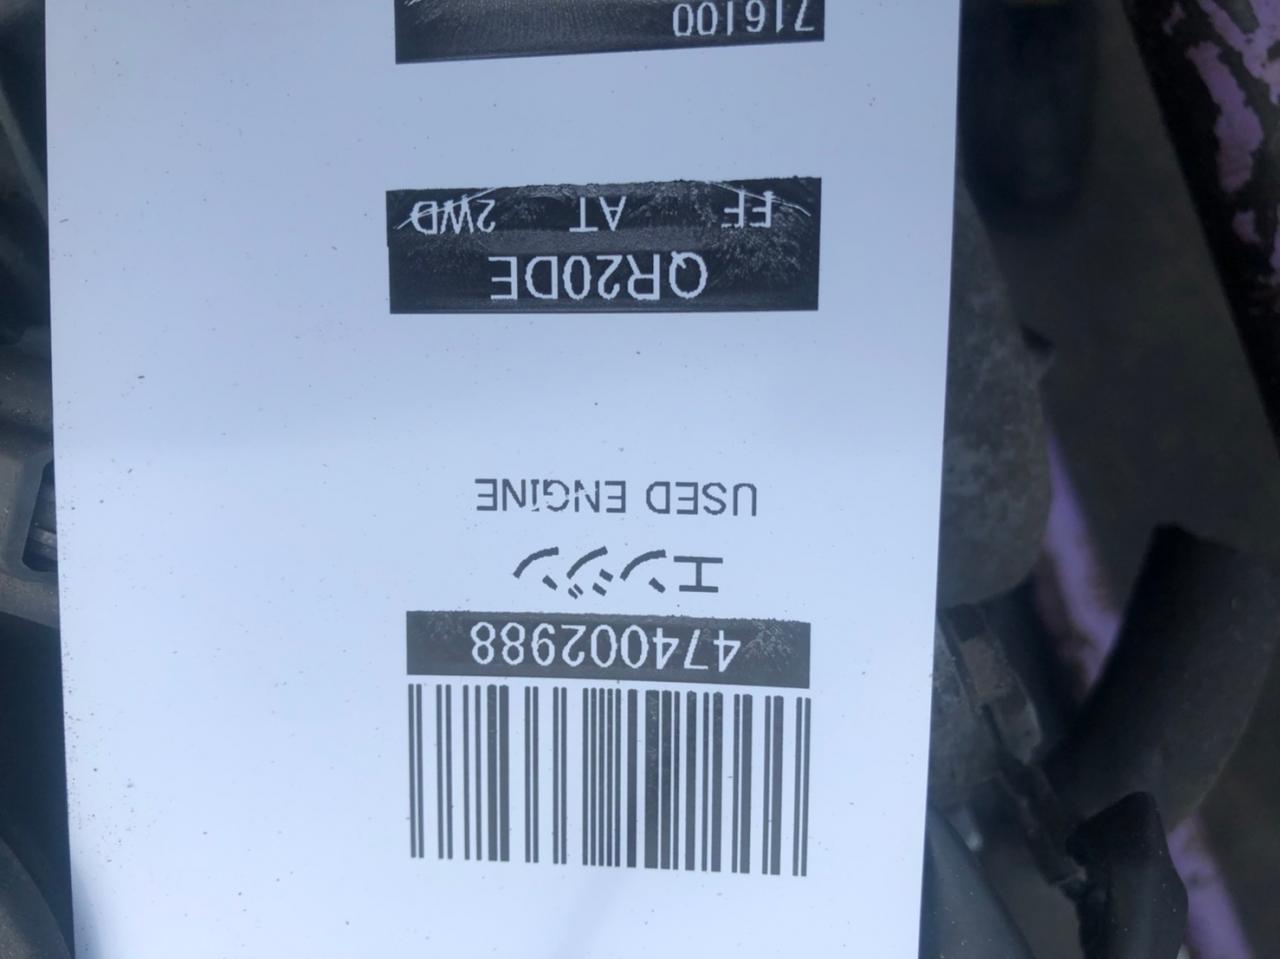 474002988
エンジン
USED ENGINE
QR20DE
FF AT 2WD
716100